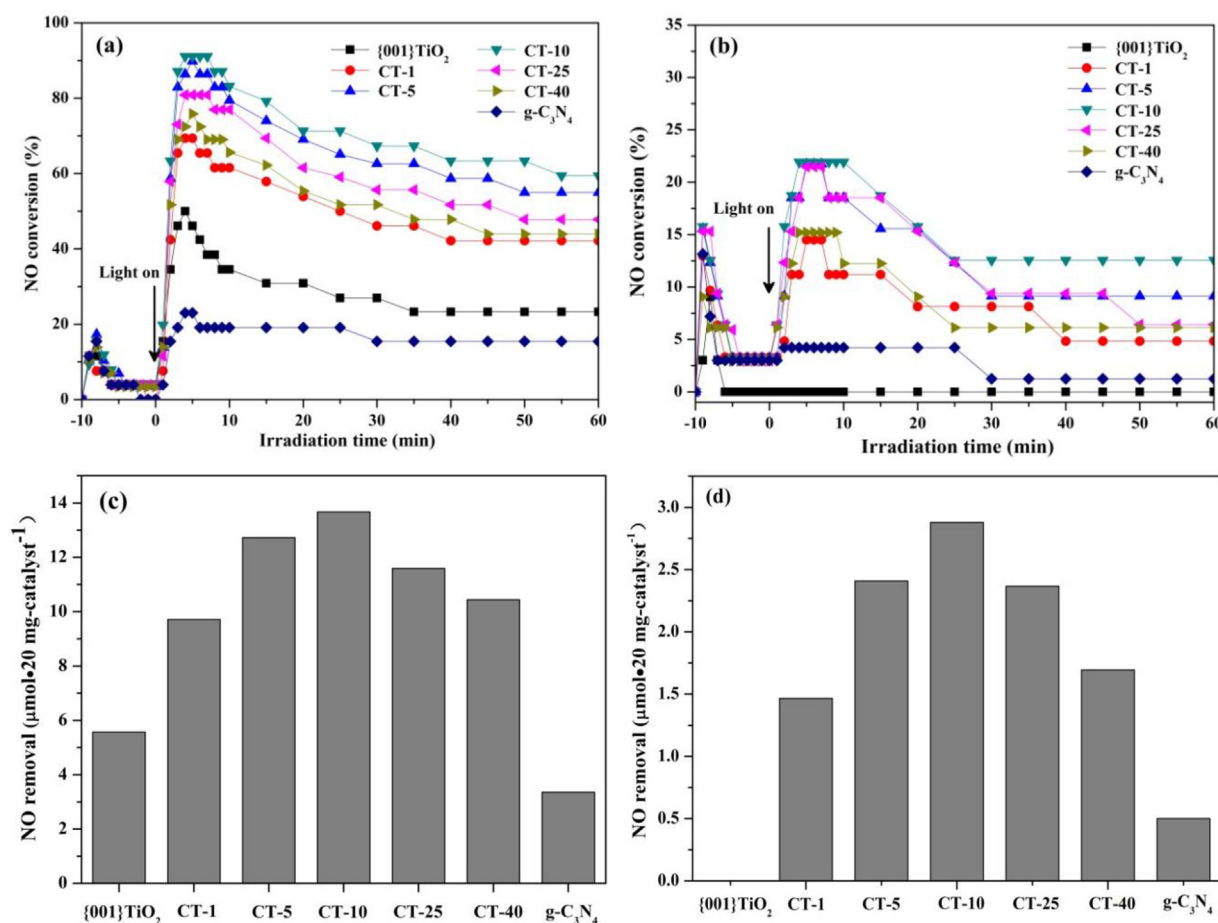 (a)
{001}TiO₂
CT-1
CT-5
CT-10
CT-25
CT-40
g-C₃N₄
Light on
NO conversion (%)
100
80
60
40
20
0
-10 0 10 20 30 40 50 60
Irradiation time (min)
(b)
{001}TiO₂
CT-1
CT-5
CT-10
CT-25
CT-40
g-C₃N₄
Light on
NO conversion (%)
35
30
25
20
15
10
5
0
-10 0 10 20 30 40 50 60
Irradiation time (min)
(c)
NO removal (μmol•20 mg-catalyst⁻¹)
14
12
10
8
6
4
2
0
{001}TiO₂ CT-1 CT-5 CT-10 CT-25 CT-40 g-C₃N₄
(d)
NO removal (μmol•20 mg-catalyst⁻¹)
3.0
2.5
2.0
1.5
1.0
0.5
0.0
{001}TiO₂ CT-1 CT-5 CT-10 CT-25 CT-40 g-C₃N₄